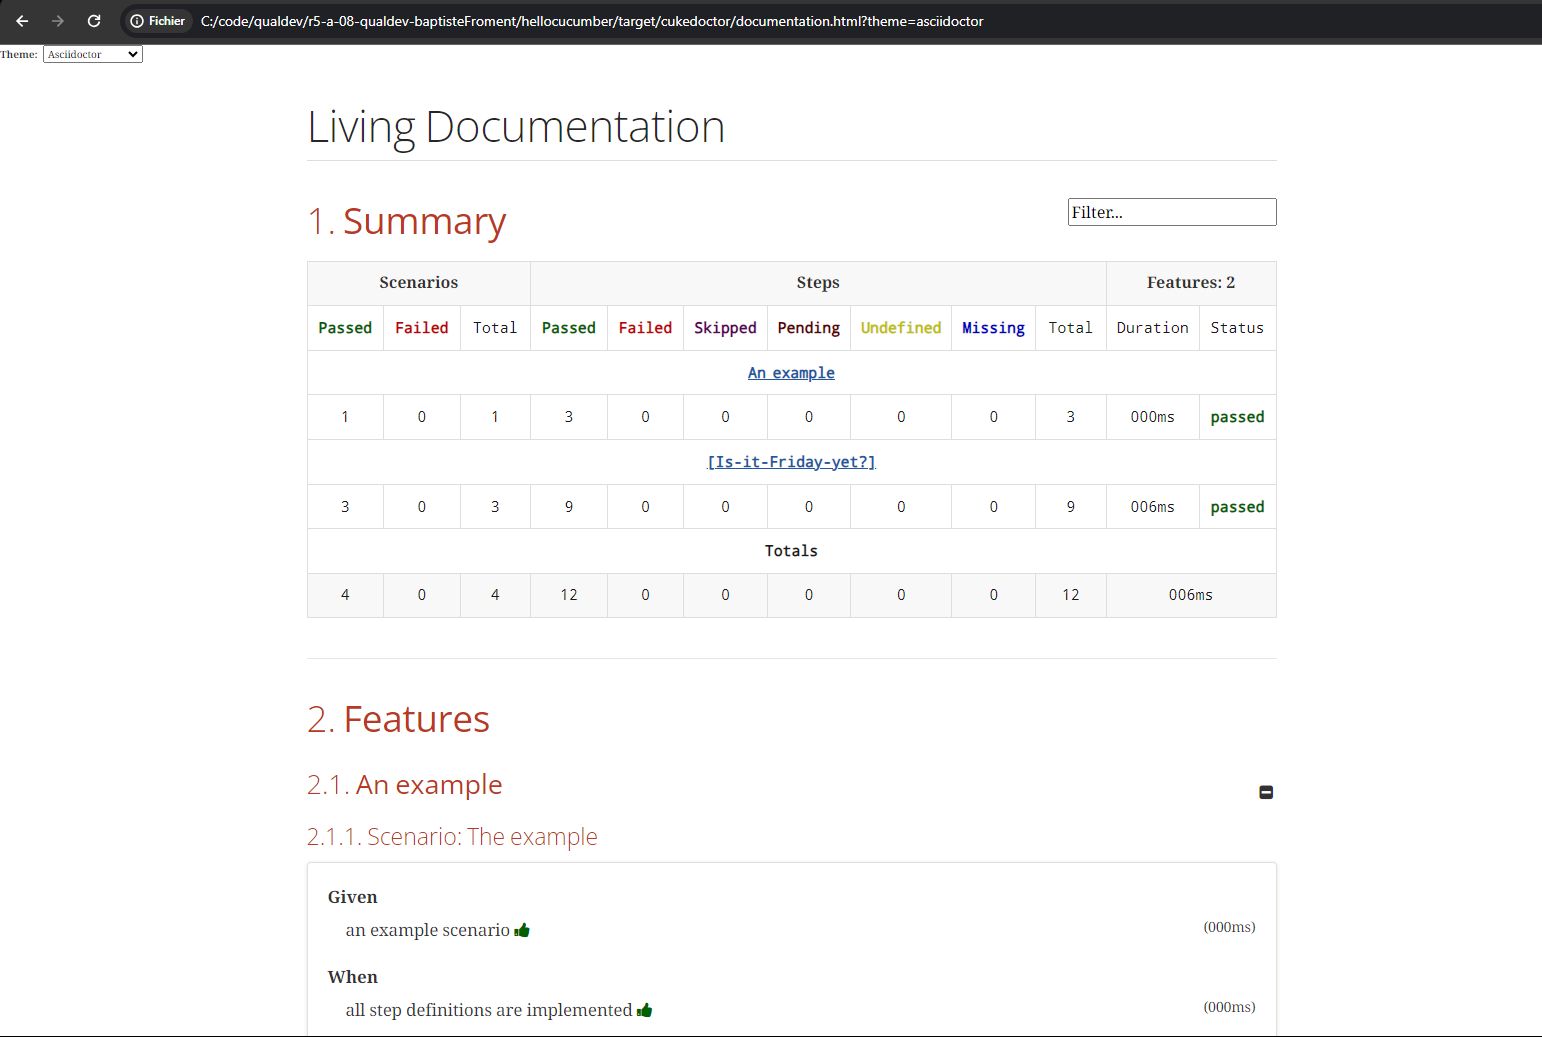 Fichier C:/code/qualdev/r5-a-08-qualdev-baptisteFroment/hellocucumber/target/cukedoctor/documentation.html?theme=asciidoctor
Theme: Asciidoctor
Living Documentation
1. Summary
Filter...
Scenarios Steps Features: 2
Passed Failed Total Passed Failed Skipped Pending Undefined Missing Total Duration Status
An example
1 0 1 3 0 0 0 0 0 3 000ms passed
[Is-it-Friday-yet?]
3 0 3 9 0 0 0 0 0 9 006ms passed
Totals
4 0 4 12 0 0 0 0 0 12 006ms
2. Features
2.1. An example
2.1.1. Scenario: The example
Given
an example scenario (000ms)
When
all step definitions are implemented (000ms)